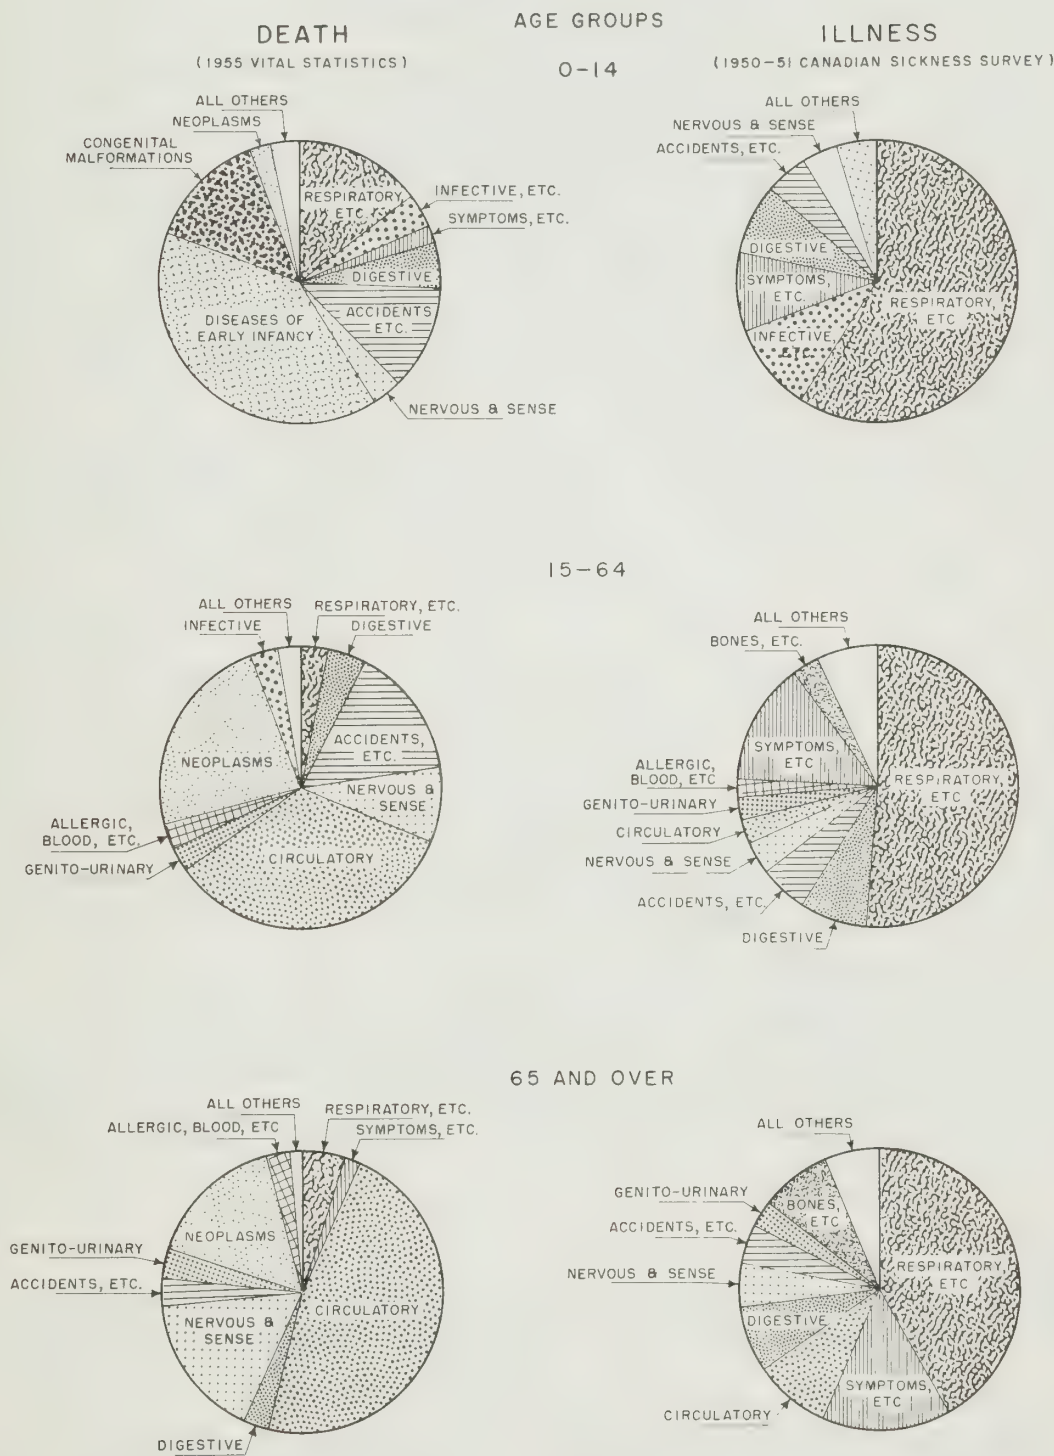 AGE GROUPS
DEATH
(1955 VITAL STATISTICS)
ILLNESS
(1950-51 CANADIAN SICKNESS SURVEY)
0-14
ALL OTHERS
NEOPLASMS
CONGENITAL
MALFORMATIONS
RESPIRATORY,
ETC.
INFECTIVE, ETC.
SYMPTOMS, ETC.
DIGESTIVE
ACCIDENTS
ETC.
DISEASES OF
EARLY INFANCY
NERVOUS & SENSE
ALL OTHERS
NERVOUS & SENSE
ACCIDENTS, ETC.
DIGESTIVE
SYMPTOMS,
ETC.
INFECTIVE,
ETC.
RESPIRATORY,
ETC
15-64
ALL OTHERS
RESPIRATORY, ETC.
INFECTIVE
DIGESTIVE
ACCIDENTS,
ETC.
NEOPLASMS
NERVOUS &
SENSE
ALLERGIC,
BLOOD, ETC.
CIRCULATORY
GENITO-URINARY
ALL OTHERS
BONES, ETC.
SYMPTOMS,
ETC
ALLERGIC,
BLOOD, ETC
GENITO-URINARY
CIRCULATORY
NERVOUS & SENSE
ACCIDENTS, ETC.
DIGESTIVE
RESPIRATORY,
ETC
65 AND OVER
ALL OTHERS
RESPIRATORY, ETC.
ALLERGIC, BLOOD, ETC
SYMPTOMS, ETC.
NEOPLASMS
GENITO-URINARY
ACCIDENTS, ETC.
CIRCULATORY
NERVOUS &
SENSE
DIGESTIVE
ALL OTHERS
GENITO-URINARY
BONES,
ETC
ACCIDENTS, ETC.
NERVOUS & SENSE
RESPIRATORY,
ETC
DIGESTIVE
SYMPTOMS,
ETC
CIRCULATORY